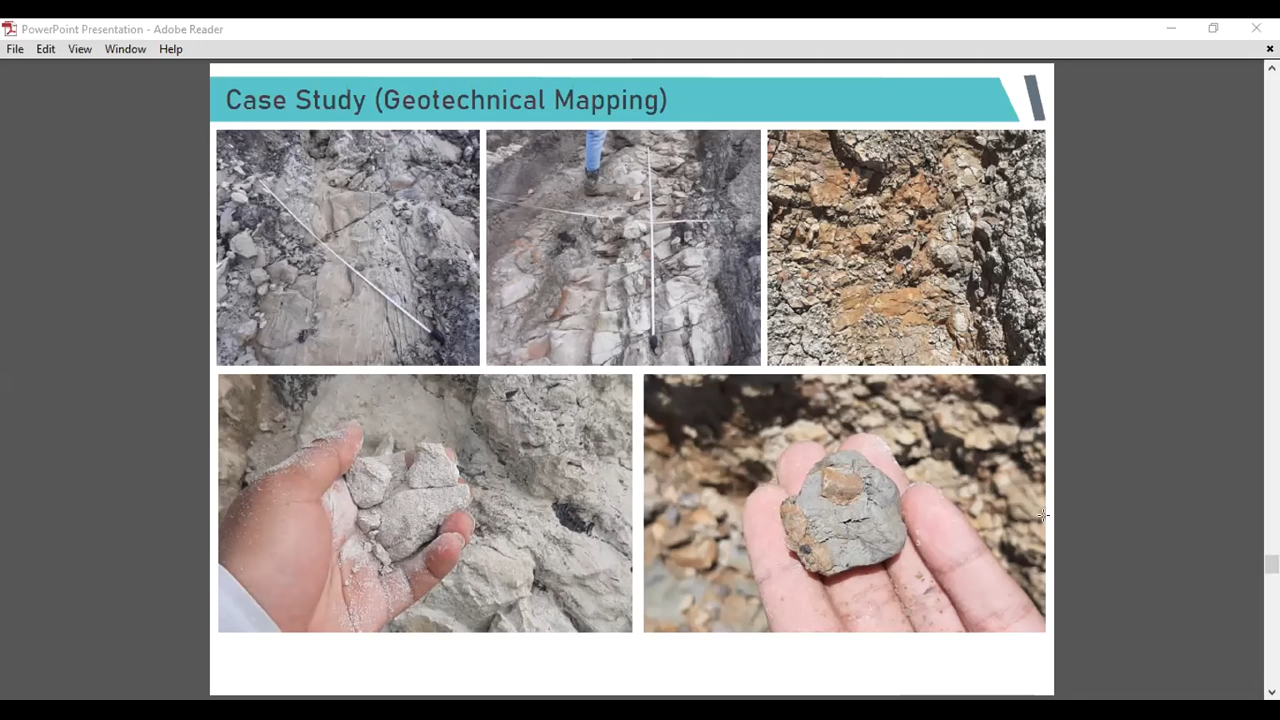 PowerPoint Presentation - Adobe Reader
File Edit View Window Help
Case Study (Geotechnical Mapping)